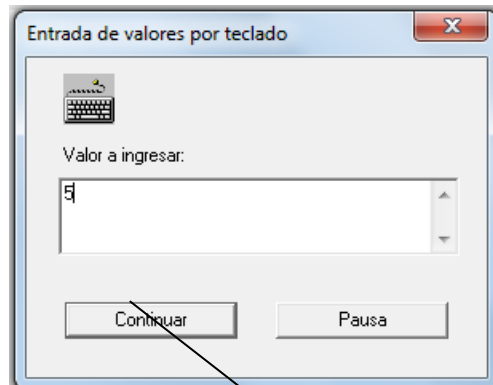 Entrada de valores por teclado
Valor a ingresar:
5
Continuar Pausa